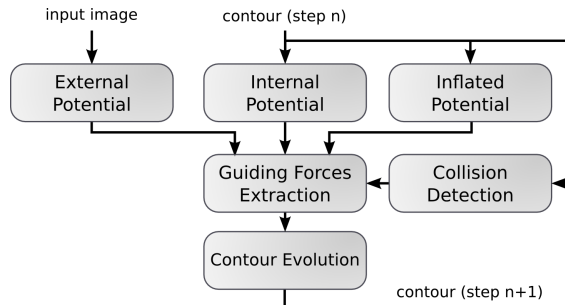 input image
contour (step n)
External
Potential
Internal
Potential
Inflated
Potential
Guiding Forces
Extraction
Collision
Detection
Contour Evolution
contour (step n+1)